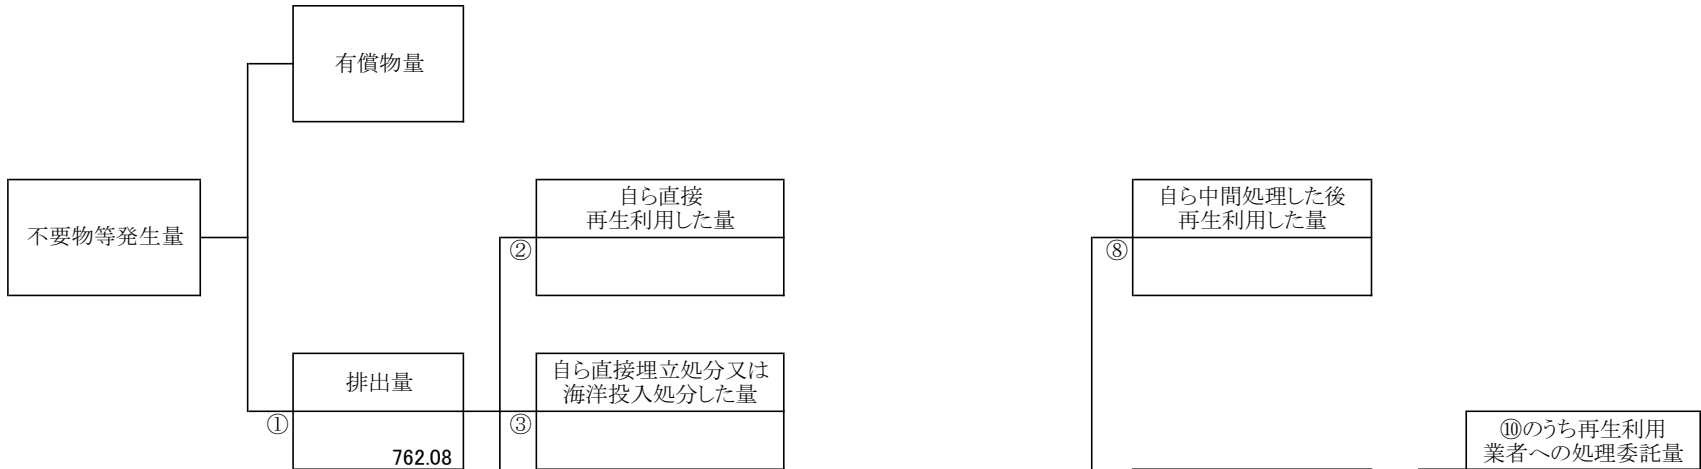 有償物量
不要物等発生量
自ら直接
再生利用した量
②
自ら中間処理した後
再生利用した量
⑧
排出量
①
762.08
自ら直接埋立処分又は
海洋投入処分した量
③
⑩のうち再生利用
業者への処理委託量